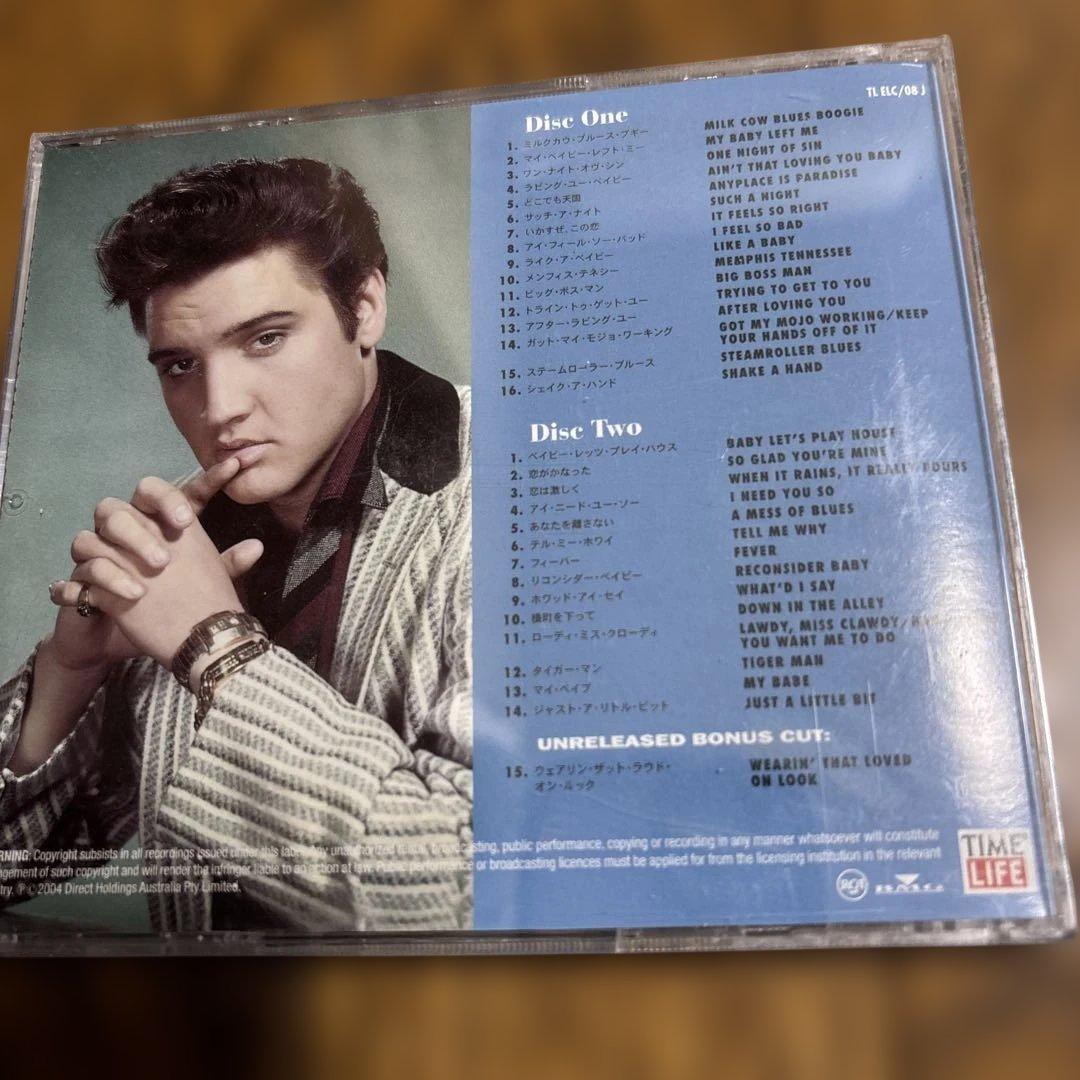 TL ELC/08 J
Disc One
1. ミルクカウ・ブルース・ブギー MILK COW BLUES BOOGIE
2. マイ・ベイビー・レフト・ミー MY BABY LEFT ME
3. ワン・ナイト・オヴ・シン ONE NIGHT OF SIN
4. ラビング・ユー・ベイビー AIN'T THAT LOVING YOU BABY
5. どこでも天国 ANYPLACE IS PARADISE
6. サッチ・ア・ナイト SUCH A NIGHT
7. いかすぜ、この恋 IT FEELS SO RIGHT
8. アイ・フィール・ソー・バッド I FEEL SO BAD
9. ライク・ア・ベイビー LIKE A BABY
10. メンフィス・テネシー MEMPHIS TENNESSEE
11. ビッグ・ボス・マン BIG BOSS MAN
12. トライン・トゥ・ゲット・ユー TRYING TO GET TO YOU
13. アフター・ラビング・ユー AFTER LOVING YOU
14. ガット・マイ・モジョ・ワーキング GOT MY MOJO WORKING/KEEP
YOUR HANDS OFF OF IT
15. スチームローラー・ブルース STEAMROLLER BLUES
16. シェイク・ア・ハンド SHAKE A HAND
Disc Two
1. ベイビー・レッツ・プレイ・ハウス BABY LET'S PLAY HOUSE
2. 恋がかなった SO GLAD YOU'RE MINE
3. 恋は激しく WHEN IT RAINS, IT REALLY POURS
4. アイ・ニード・ユー・ソー I NEED YOU SO
5. あなたを離さない A MESS OF BLUES
6. テル・ミー・ホワイ TELL ME WHY
7. フィーバー FEVER
8. リコンシダー・ベイビー RECONSIDER BABY
9. ホワッド・アイ・セイ WHAT'D I SAY
10. 横町を下って DOWN IN THE ALLEY
11. ローディ・ミス・クローディ LAWDY, MISS CLAWDY/
YOU WANT ME TO DO
12. タイガー・マン TIGER MAN
13. マイ・ベイブ MY BABE
14. ジャスト・ア・リトル・ビット JUST A LITTLE BIT
UNRELEASED BONUS CUT:
15. ウェアリン・ザット・ラウド・ WEARIN' THAT LOVED
オン・ルック ON LOOK
RNING: Copyright subsists in all recordings issued under this label. Any unauthorized broadcasting, public performance, copying or recording in any manner whatsoever will constitute
ngement of such copyright and will render the infringer liable to an action at law. Public performance or broadcasting licences must be applied for from the licensing institution in the relevant
try. ℗ © 2004 Direct Holdings Australia Pty Limited.
RCA
BMG
TIME
LIFE